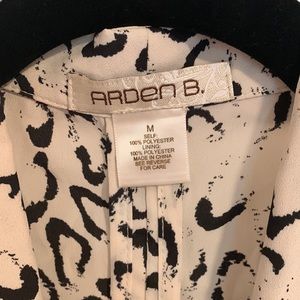 ARDEN B.
M
SELF:
100% POLYESTER
LINING:
100% POLYESTER
MADE IN CHINA
SEE REVERSE
FOR CARE